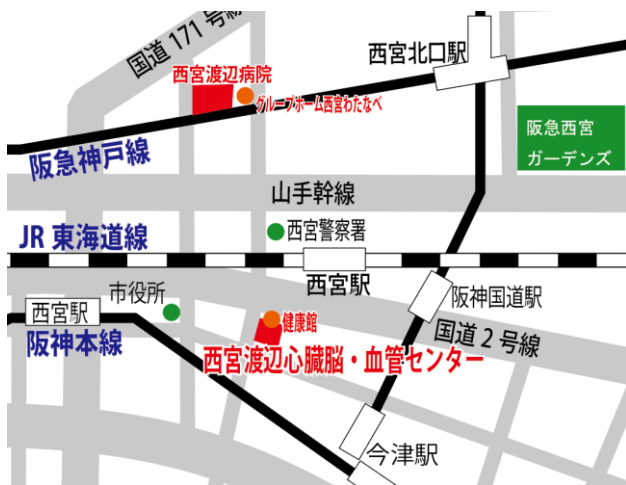 国道171号線
西宮北口駅
西宮渡辺病院
グループホーム西宮わたなべ
阪急西宮
ガーデンズ
阪急神戸線
山手幹線
JR東海道線
西宮警察署
西宮駅
市役所
阪神国道駅
西宮駅
健康館
国道2号線
阪神本線
西宮渡辺心臓脳・血管センター
今津駅